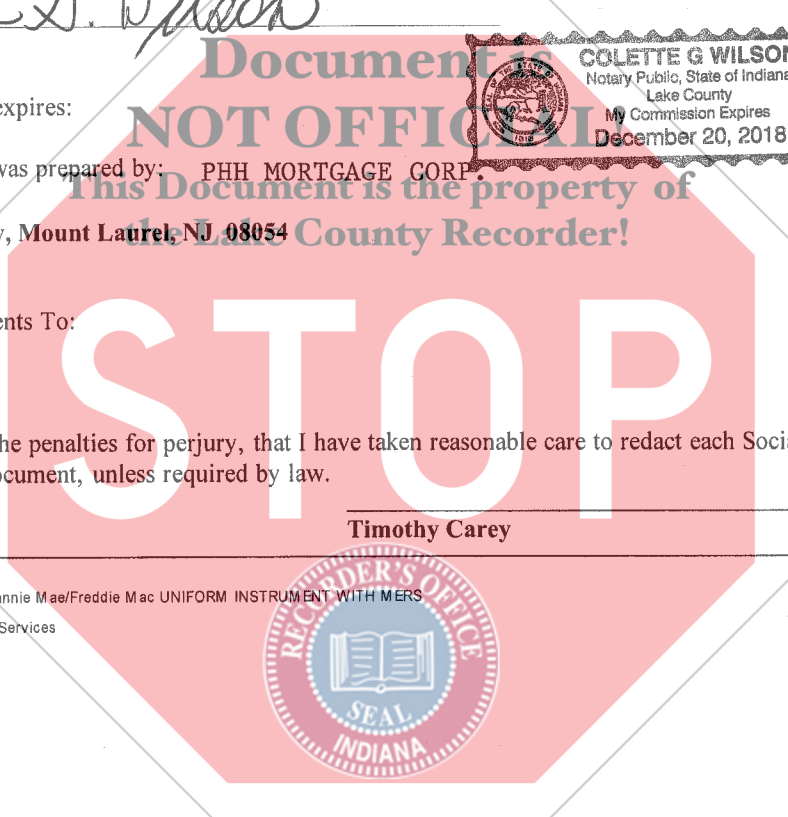 G. Wilson
Document is
COLETTE G WILSON
Notary Public, State of Indiana
Lake County
My Commission Expires
December 20, 2018
expires:
NOT OFFICIAL!
was prepared by: PHH MORTGAGE CORP.
This Document is the property of
y, Mount Laurel, NJ 08054
the Lake County Recorder!
ents To:
STOP
he penalties for perjury, that I have taken reasonable care to redact each Socia
ocument, unless required by law.
Timothy Carey
RECORDER'S OFFICE
SEAL
INDIANA
nnie Mae/Freddie Mac UNIFORM INSTRUMENT WITH MERS
Services